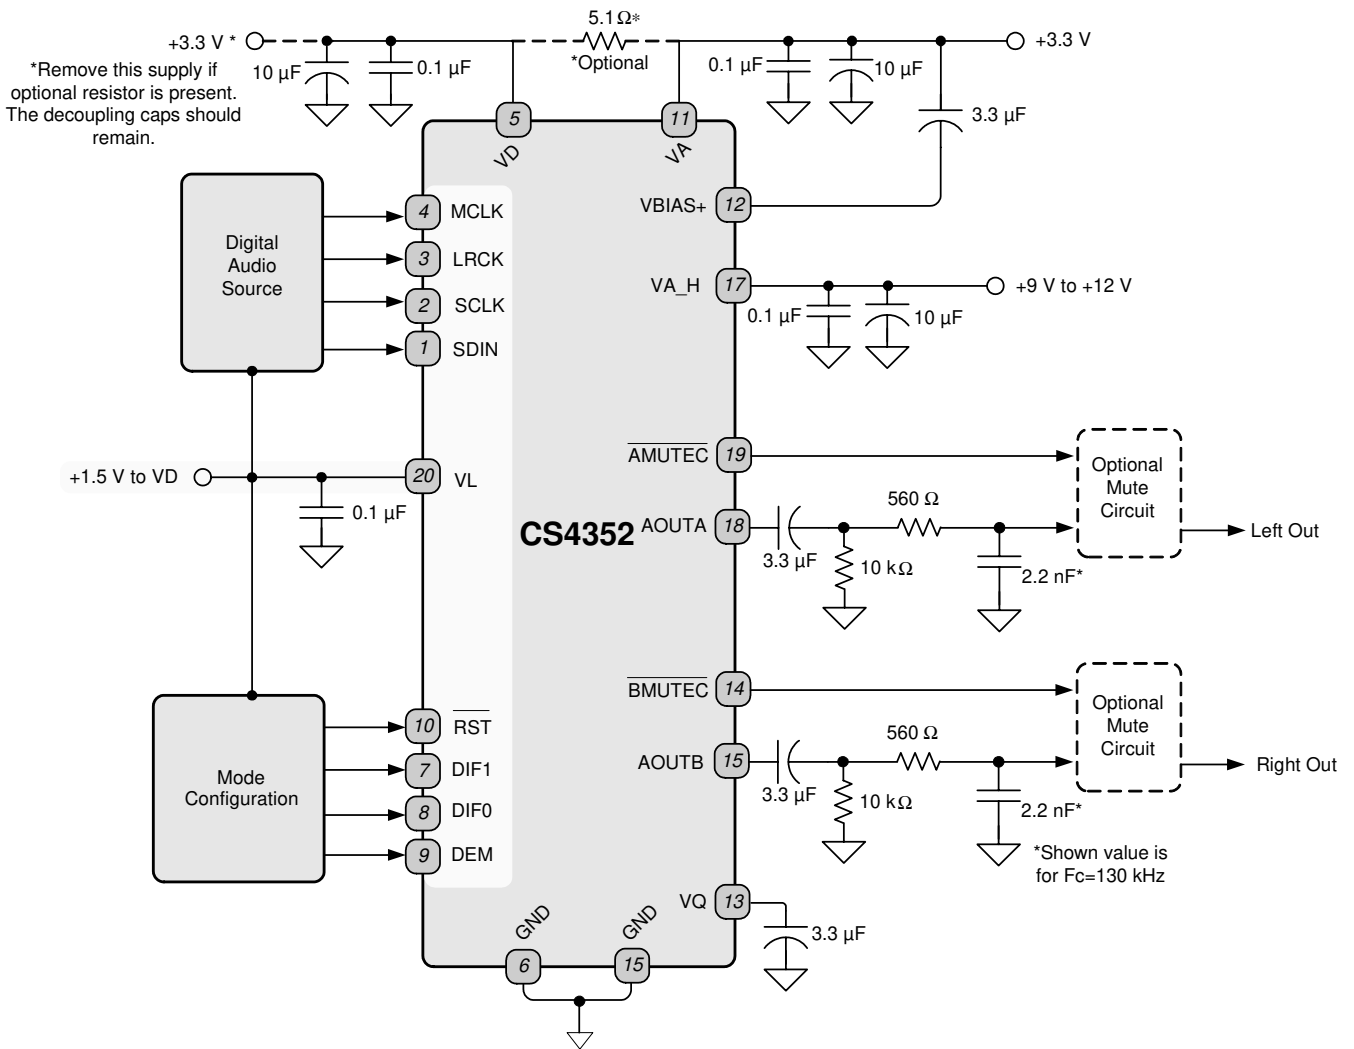 +3.3 V *
*Remove this supply if
optional resistor is present.
The decoupling caps should
remain.
10 µF
0.1 µF
5.1Ω*
*Optional
0.1 µF
10 µF
+3.3 V
3.3 µF
5
VD
11
VA
Digital
Audio
Source
4
MCLK
3
LRCK
2
SCLK
1
SDIN
VBIAS+
12
VA_H
17
0.1 µF
10 µF
+9 V to +12 V
+1.5 V to VD
0.1 µF
20
VL
CS4352
AMUTEC
19
AOUTA
18
3.3 µF
10 kΩ
560 Ω
2.2 nF*
Optional
Mute
Circuit
Left Out
BMUTEC
14
AOUTB
15
3.3 µF
10 kΩ
560 Ω
2.2 nF*
Optional
Mute
Circuit
Right Out
*Shown value is
for Fc=130 kHz
Mode
Configuration
10
RST
7
DIF1
8
DIF0
9
DEM
VQ
13
3.3 µF
GND
6
GND
15